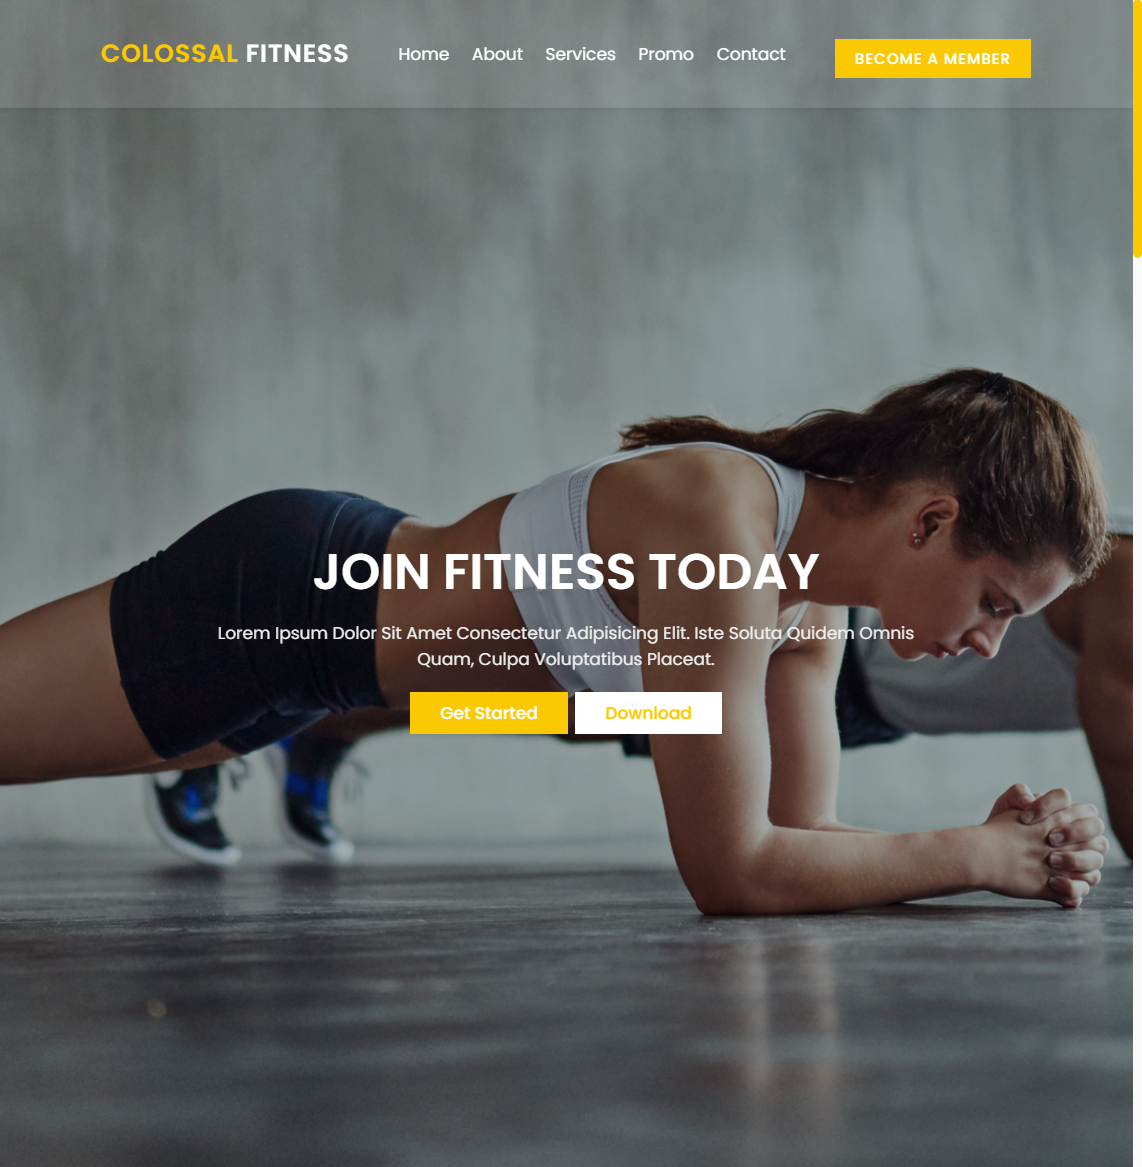 COLOSSAL FITNESS Home About Services Promo Contact BECOME A MEMBER
JOIN FITNESS TODAY
Lorem Ipsum Dolor Sit Amet Consectetur Adipisicing Elit. Iste Soluta Quidem Omnis
Quam, Culpa Voluptatibus Placeat.
Get Started Download